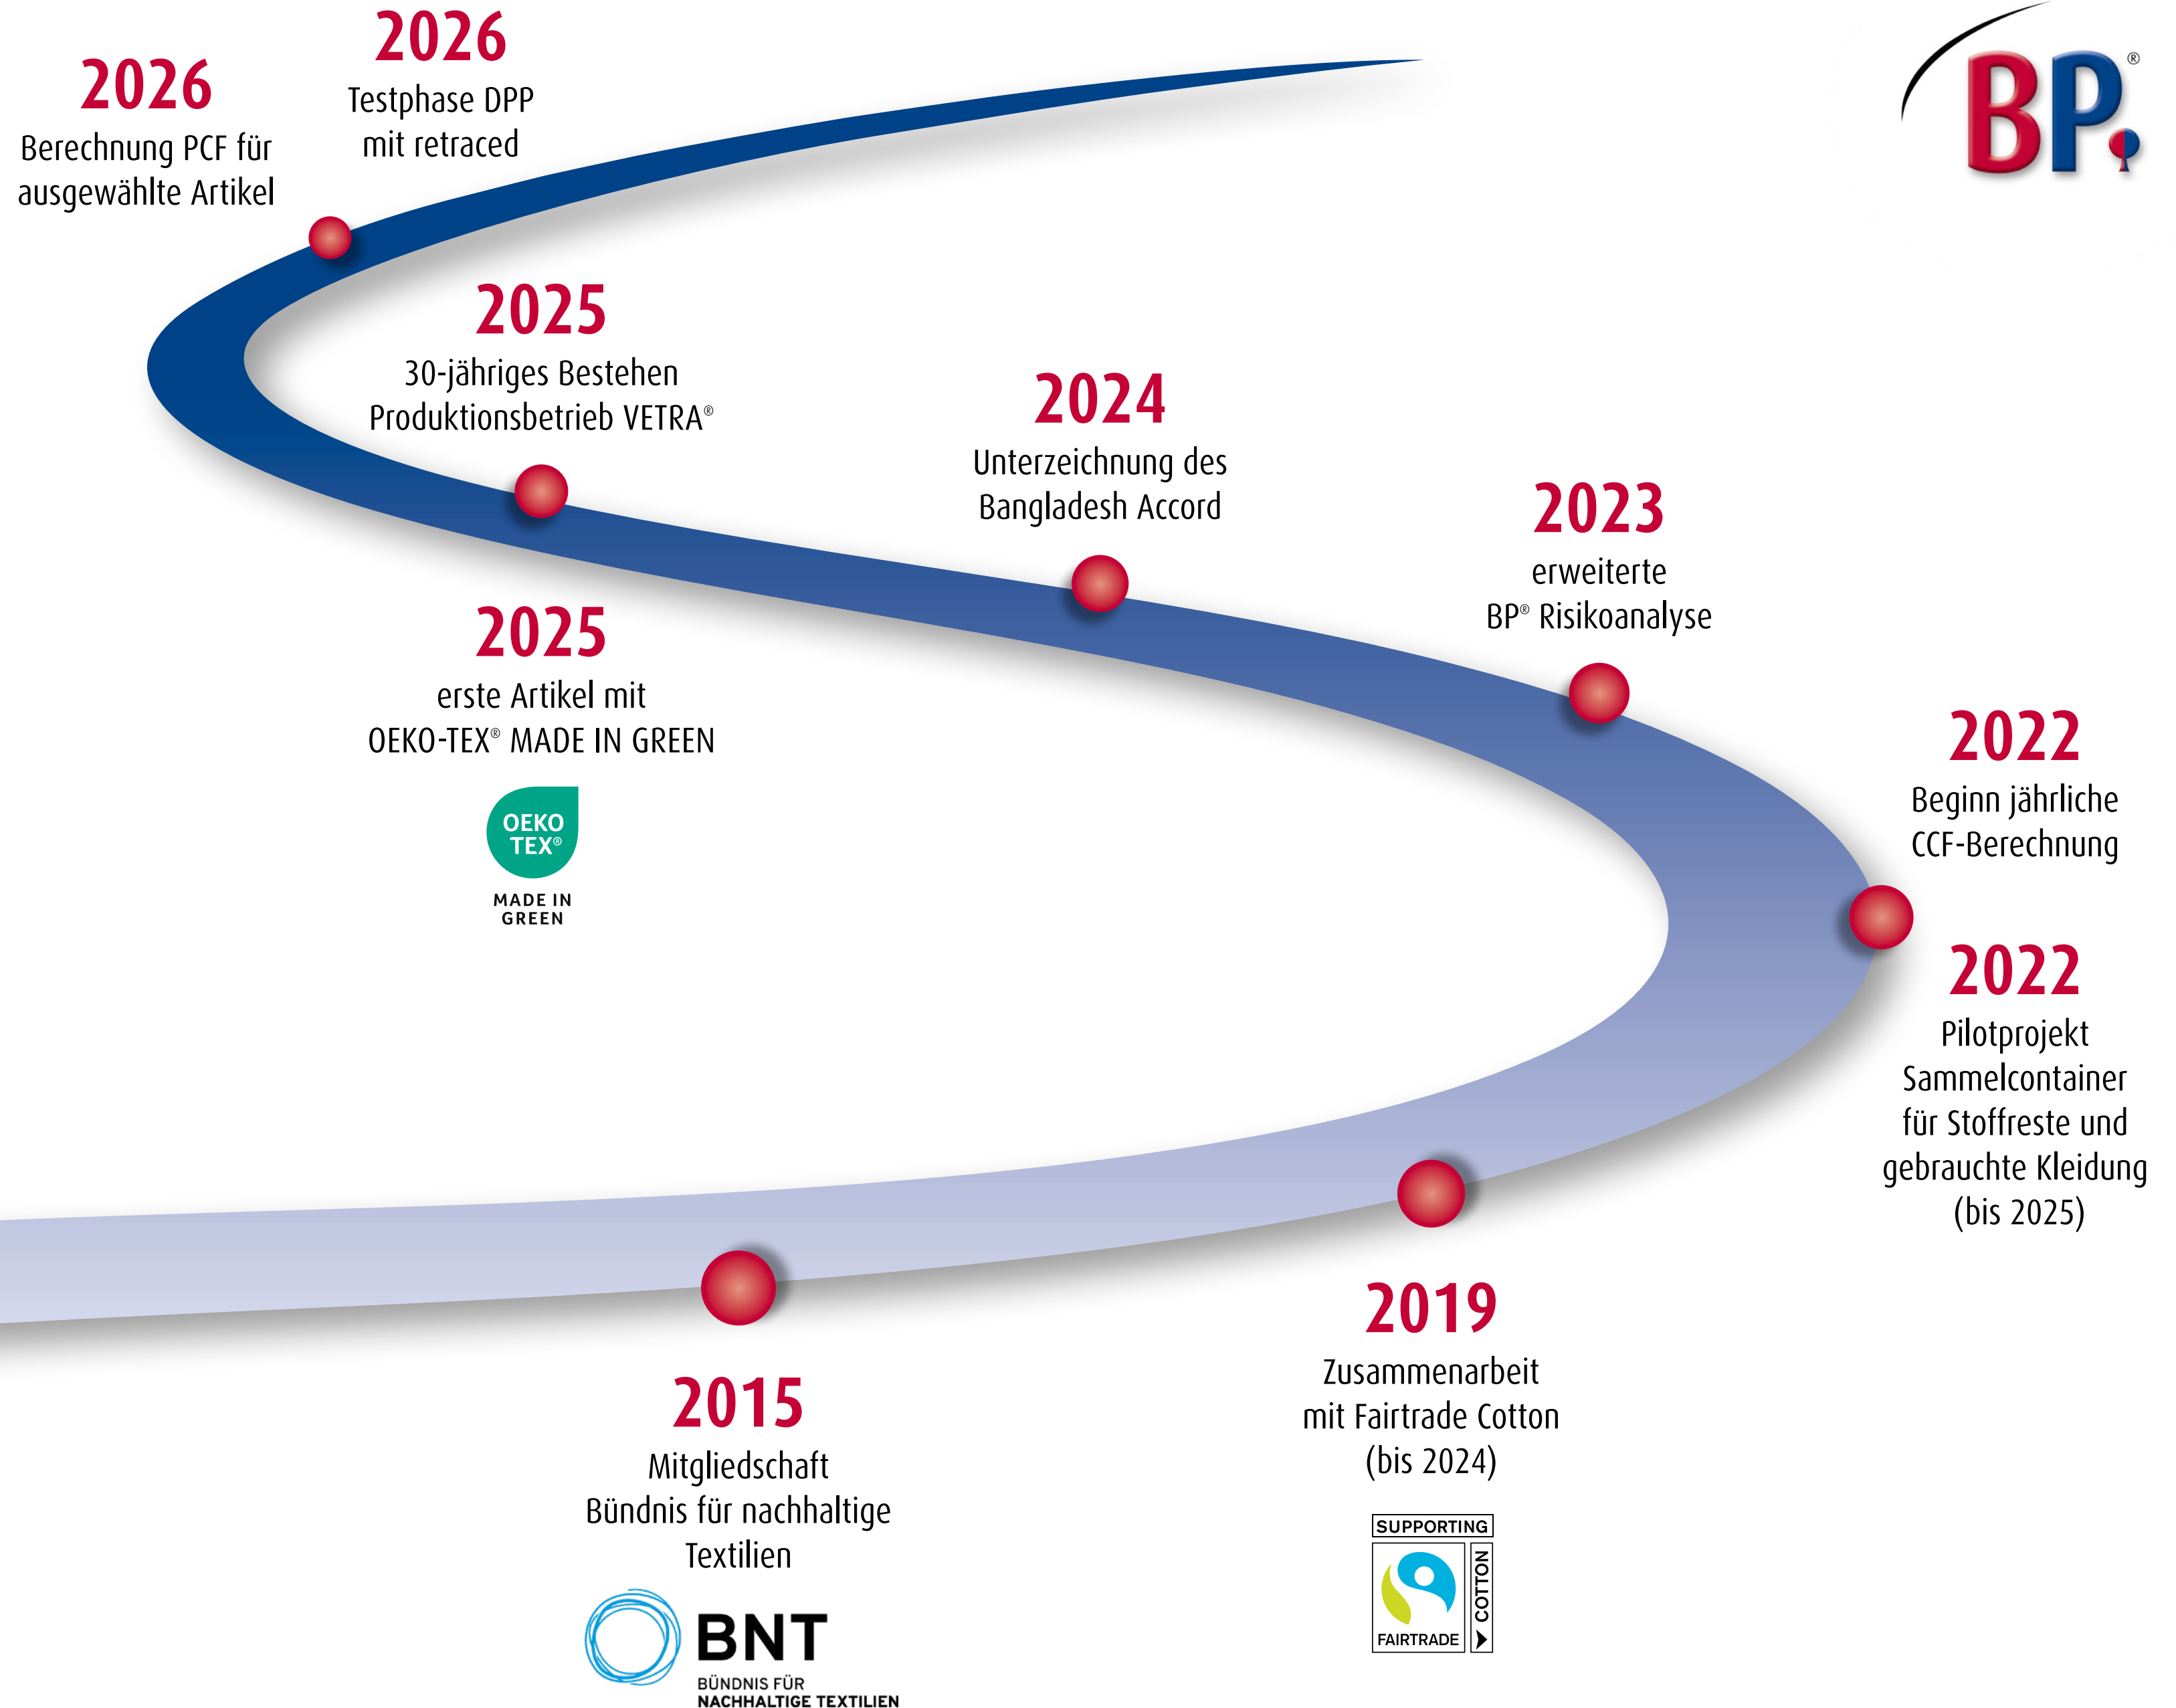 2026
Berechnung PCF für
ausgewählte Artikel
2026
Testphase DPP
mit retraced
BP®
2025
30-jähriges Bestehen
Produktionsbetrieb VETRA®
2025
erste Artikel mit
OEKO-TEX® MADE IN GREEN
OEKO
TEX®
MADE IN
GREEN
2024
Unterzeichnung des
Bangladesh Accord
2023
erweiterte
BP® Risikoanalyse
2022
Beginn jährliche
CCF-Berechnung
2022
Pilotprojekt
Sammelcontainer
für Stoffreste und
gebrauchte Kleidung
(bis 2025)
2019
Zusammenarbeit
mit Fairtrade Cotton
(bis 2024)
SUPPORTING
FAIRTRADE
COTTON
2015
Mitgliedschaft
Bündnis für nachhaltige
Textilien
BNT
BÜNDNIS FÜR
NACHHALTIGE TEXTILIEN